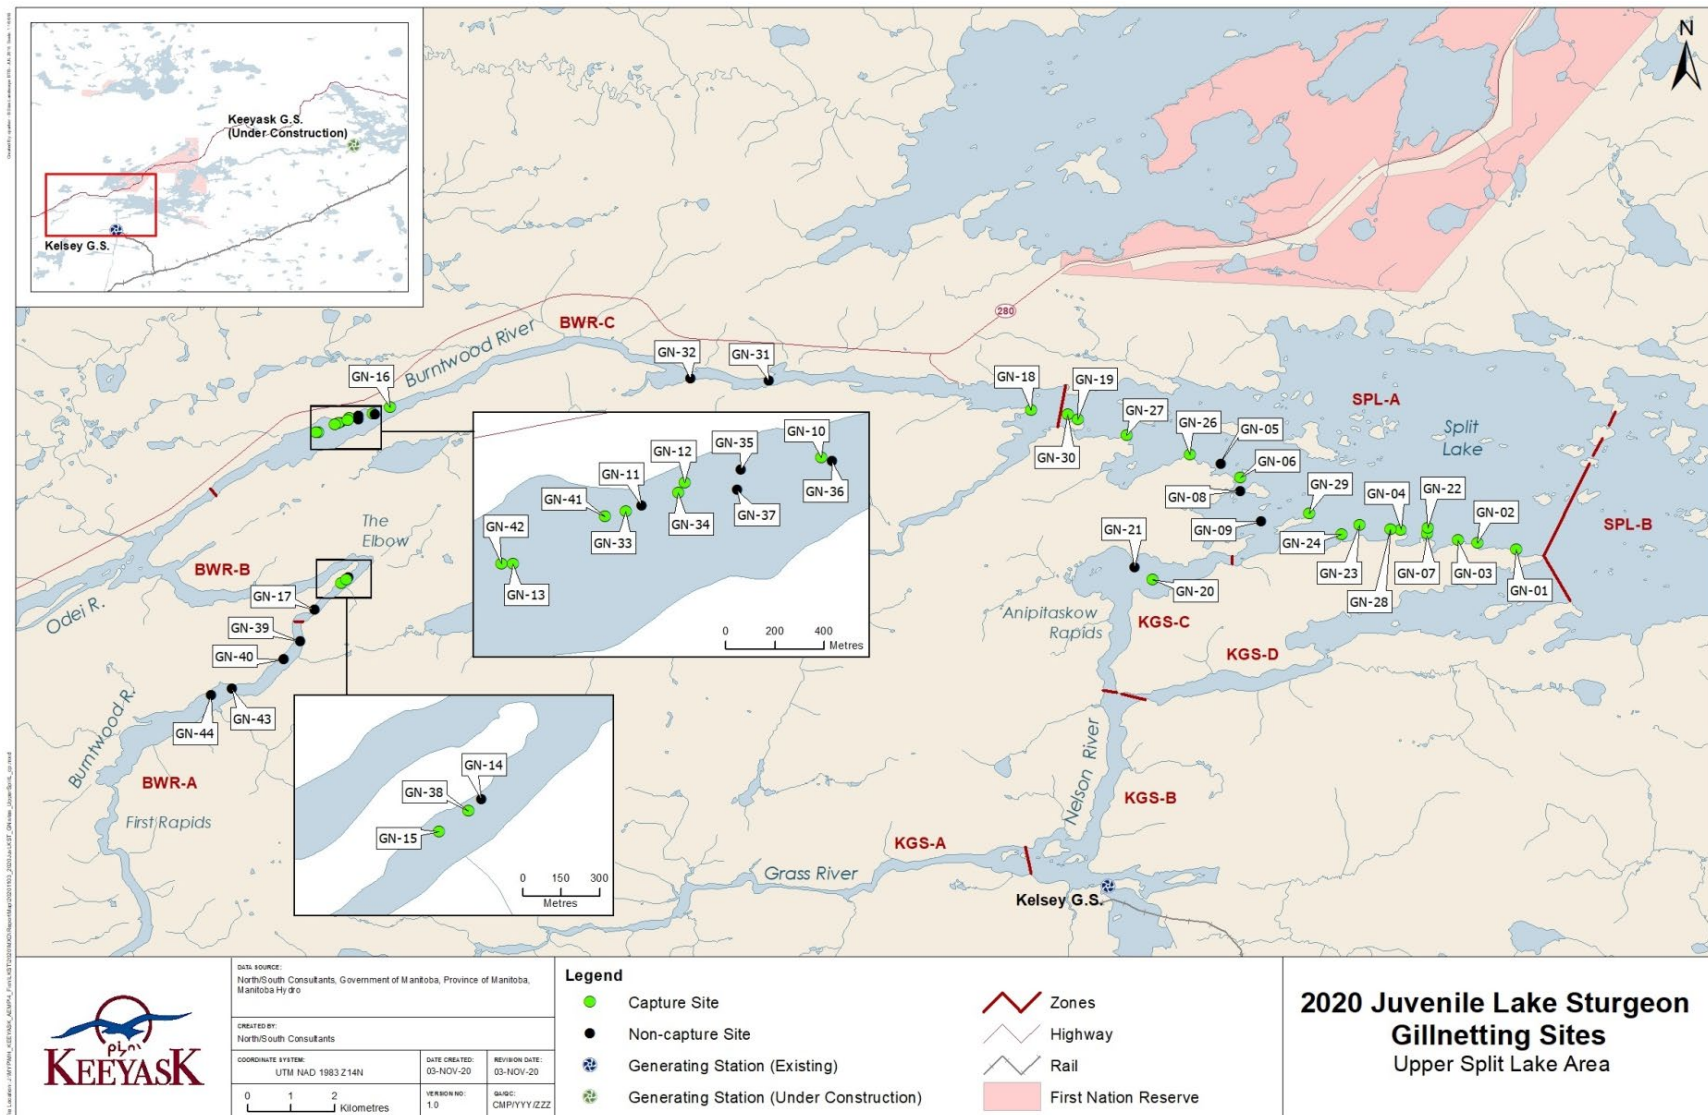 Keeyask G.S.
(Under Construction)
Kelsey G.S.
N
280
BWR-C
Burntwood River
GN-16
GN-32
GN-31
GN-18
GN-19
GN-30
GN-27
GN-26
GN-05
GN-06
GN-08
GN-09
GN-29
GN-24
GN-23
GN-04
GN-28
GN-22
GN-07
GN-02
GN-03
GN-01
SPL-A
Split
Lake
SPL-B
GN-10
GN-35
GN-12
GN-11
GN-41
GN-42
GN-36
GN-37
GN-34
GN-33
GN-13
0 200 400
Metres
The
Elbow
BWR-B
Odei R.
GN-17
GN-39
GN-40
GN-43
GN-44
Burntwood R.
BWR-A
First Rapids
GN-14
GN-38
GN-15
0 150 300
Metres
GN-21
GN-20
Anipitaskow
Rapids
KGS-C
KGS-D
Nelson River
KGS-B
KGS-A
Grass River
Kelsey G.S.
KEEYASK
DATA SOURCE:
North/South Consultants, Government of Manitoba, Province of Manitoba,
Manitoba Hydro
CREATED BY:
North/South Consultants
COORDINATE SYSTEM:
UTM NAD 1983 Z14N
DATE CREATED:
03-NOV-20
REVISION DATE:
03-NOV-20
0 1 2
Kilometres
VERSION NO:
1.0
QA/QC:
CMP/YYY/ZZZ
Legend
Capture Site
Non-capture Site
Generating Station (Existing)
Generating Station (Under Construction)
Zones
Highway
Rail
First Nation Reserve
2020 Juvenile Lake Sturgeon
Gillnetting Sites
Upper Split Lake Area